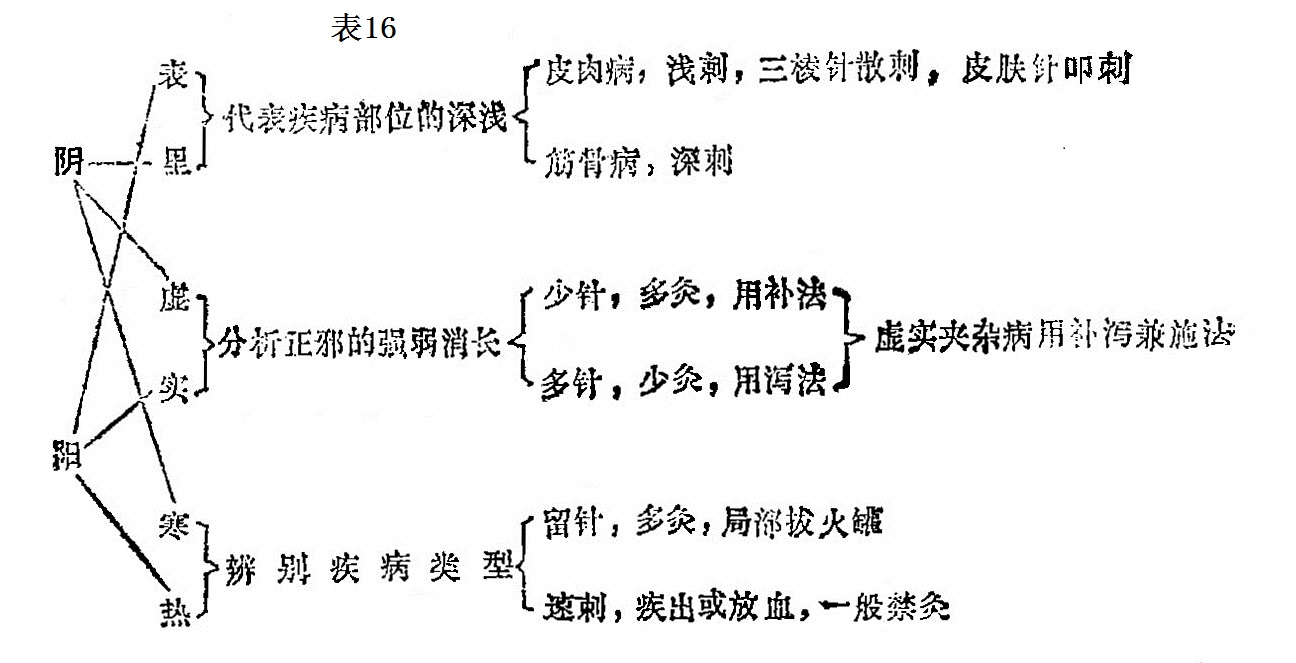 表16
表
皮肉病，浅刺，三棱针散刺，皮肤针叩刺
代表疾病部位的深浅
阴 里
筋骨病，深刺
虚
少针，多灸，用补法
分析正邪的强弱消长
虚实夹杂病用补泻兼施法
实
多针，少灸，用泻法
阳
寒
留针，多灸，局部拔火罐
辨别疾病类型
热
速刺，疾出或放血，一般禁灸